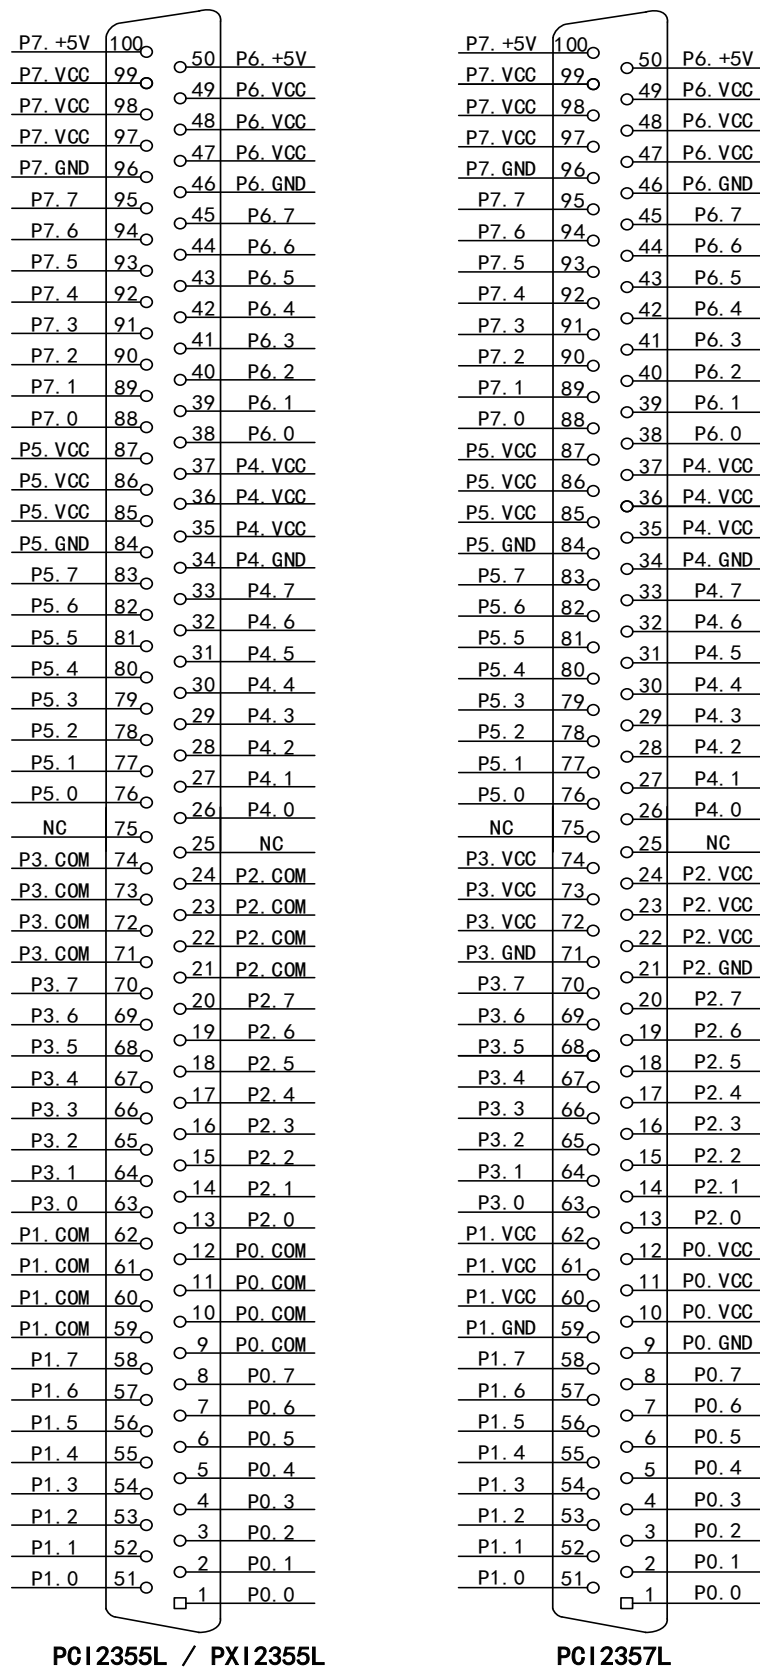 P7.+5V 100
50 P6.+5V
P7.VCC 99
49 P6.VCC
P7.VCC 98
48 P6.VCC
P7.VCC 97
47 P6.VCC
P7.GND 96
46 P6.GND
P7.7 95
45 P6.7
P7.6 94
44 P6.6
P7.5 93
43 P6.5
P7.4 92
42 P6.4
P7.3 91
41 P6.3
P7.2 90
40 P6.2
P7.1 89
39 P6.1
P7.0 88
38 P6.0
P5.VCC 87
37 P4.VCC
P5.VCC 86
36 P4.VCC
P5.VCC 85
35 P4.VCC
P5.GND 84
34 P4.GND
P5.7 83
33 P4.7
P5.6 82
32 P4.6
P5.5 81
31 P4.5
P5.4 80
30 P4.4
P5.3 79
29 P4.3
P5.2 78
28 P4.2
P5.1 77
27 P4.1
P5.0 76
26 P4.0
NC 75
25 NC
P3.COM 74
24 P2.COM
P3.COM 73
23 P2.COM
P3.COM 72
22 P2.COM
P3.COM 71
21 P2.COM
P3.7 70
20 P2.7
P3.6 69
19 P2.6
P3.5 68
18 P2.5
P3.4 67
17 P2.4
P3.3 66
16 P2.3
P3.2 65
15 P2.2
P3.1 64
14 P2.1
P3.0 63
13 P2.0
P1.COM 62
12 P0.COM
P1.COM 61
11 P0.COM
P1.COM 60
10 P0.COM
P1.COM 59
9 P0.COM
P1.7 58
8 P0.7
P1.6 57
7 P0.6
P1.5 56
6 P0.5
P1.4 55
5 P0.4
P1.3 54
4 P0.3
P1.2 53
3 P0.2
P1.1 52
2 P0.1
P1.0 51
1 P0.0
PCI2355L / PXI2355L
P7.+5V 100
50 P6.+5V
P7.VCC 99
49 P6.VCC
P7.VCC 98
48 P6.VCC
P7.VCC 97
47 P6.VCC
P7.GND 96
46 P6.GND
P7.7 95
45 P6.7
P7.6 94
44 P6.6
P7.5 93
43 P6.5
P7.4 92
42 P6.4
P7.3 91
41 P6.3
P7.2 90
40 P6.2
P7.1 89
39 P6.1
P7.0 88
38 P6.0
P5.VCC 87
37 P4.VCC
P5.VCC 86
36 P4.VCC
P5.VCC 85
35 P4.VCC
P5.GND 84
34 P4.GND
P5.7 83
33 P4.7
P5.6 82
32 P4.6
P5.5 81
31 P4.5
P5.4 80
30 P4.4
P5.3 79
29 P4.3
P5.2 78
28 P4.2
P5.1 77
27 P4.1
P5.0 76
26 P4.0
NC 75
25 NC
P3.VCC 74
24 P2.VCC
P3.VCC 73
23 P2.VCC
P3.VCC 72
22 P2.VCC
P3.GND 71
21 P2.GND
P3.7 70
20 P2.7
P3.6 69
19 P2.6
P3.5 68
18 P2.5
P3.4 67
17 P2.4
P3.3 66
16 P2.3
P3.2 65
15 P2.2
P3.1 64
14 P2.1
P3.0 63
13 P2.0
P1.VCC 62
12 P0.VCC
P1.VCC 61
11 P0.VCC
P1.VCC 60
10 P0.VCC
P1.GND 59
9 P0.GND
P1.7 58
8 P0.7
P1.6 57
7 P0.6
P1.5 56
6 P0.5
P1.4 55
5 P0.4
P1.3 54
4 P0.3
P1.2 53
3 P0.2
P1.1 52
2 P0.1
P1.0 51
1 P0.0
PCI2357L